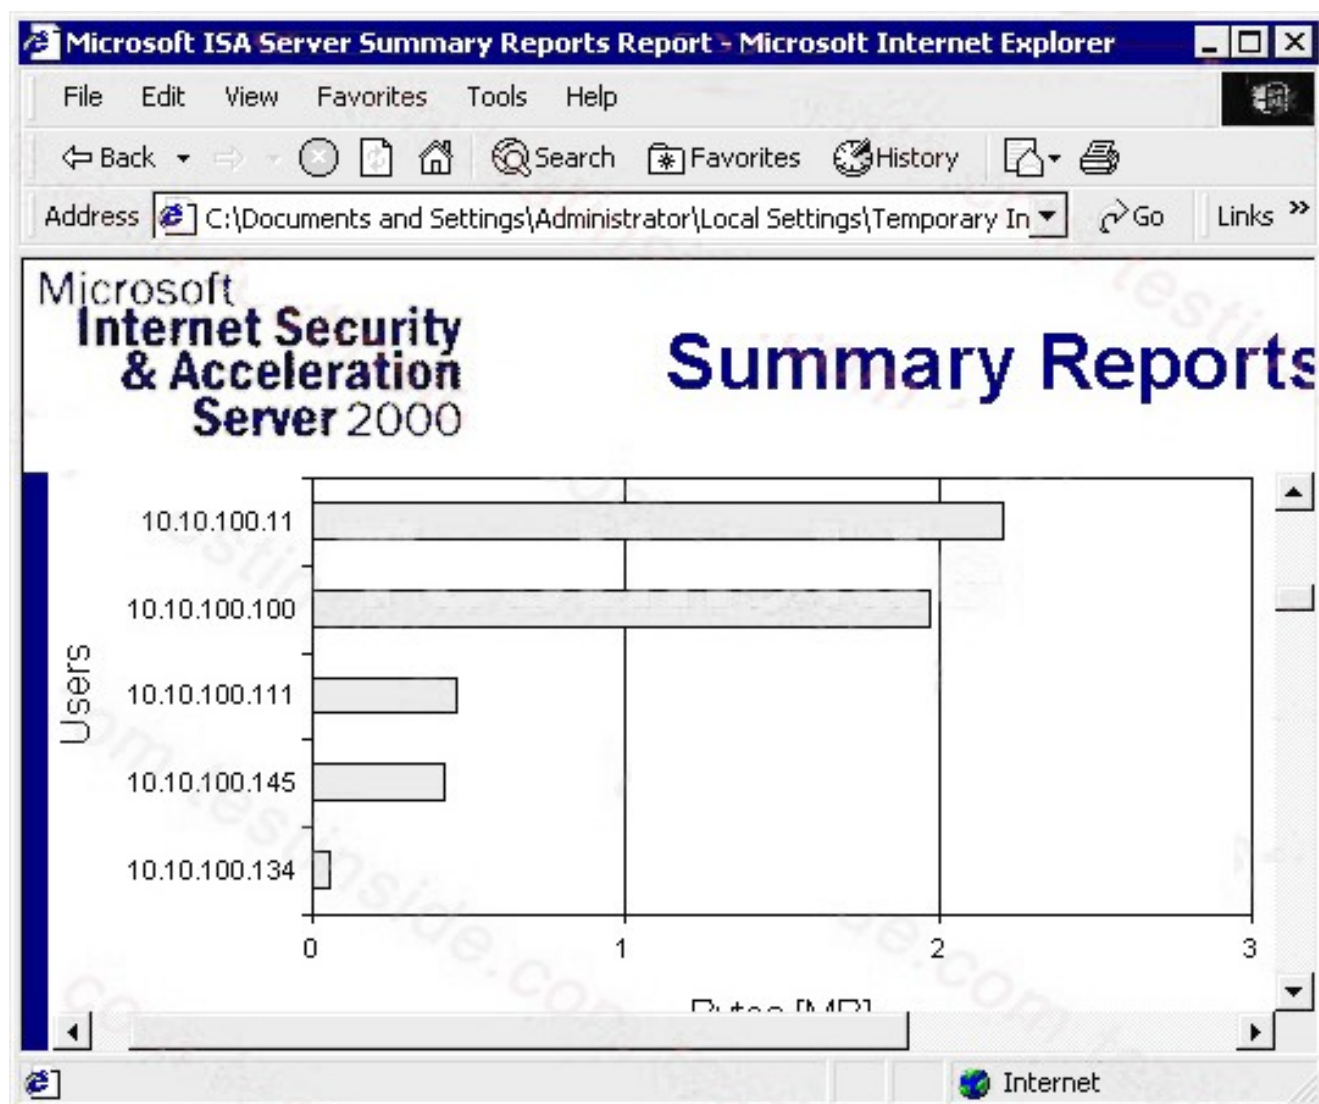 Microsoft ISA Server Summary Reports Report - Microsoft Internet Explorer
File Edit View Favorites Tools Help
Back Search Favorites History
Address C:\Documents and Settings\Administrator\Local Settings\Temporary In Go Links »
Microsoft
Internet Security
& Acceleration
Server 2000
Summary Reports
Users
10.10.100.11
10.10.100.100
10.10.100.111
10.10.100.145
10.10.100.134
0 1 2 3
Bytes [MB]
Internet